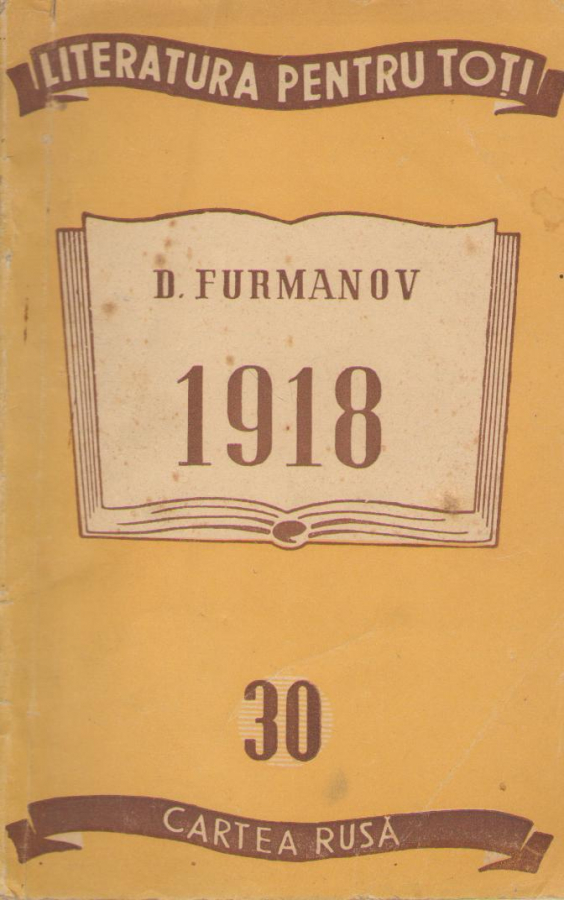 LITERATURA PENTRU TOȚI
D. FURMANOV
1918
30
CARTEA RUSĂ